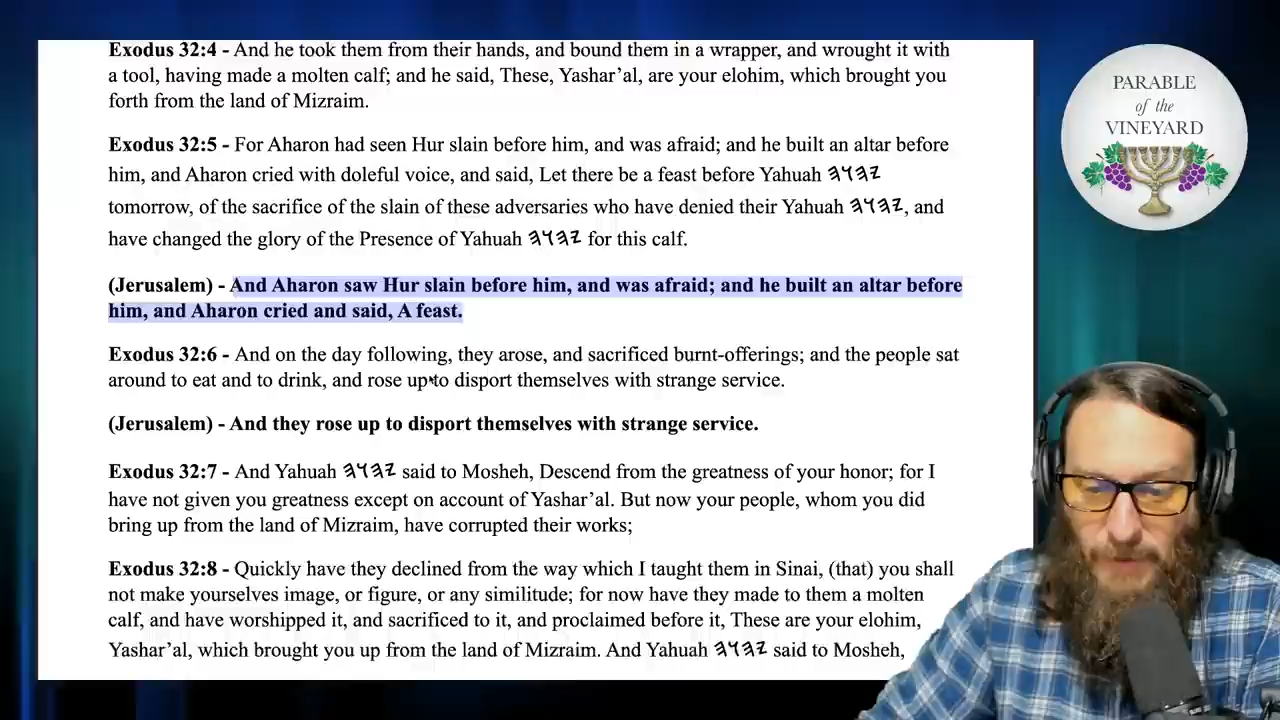 Exodus 32:4 - And he took them from their hands, and bound them in a wrapper, and wrought it with
a tool, having made a molten calf; and he said, These, Yashar’al, are your elohim, which brought you
forth from the land of Mizraim.
Exodus 32:5 - For Aharon had seen Hur slain before him, and was afraid; and he built an altar before
him, and Aharon cried with doleful voice, and said, Let there be a feast before Yahuah 𐤉𐤄𐤅𐤄
tomorrow, of the sacrifice of the slain of these adversaries who have denied their Yahuah 𐤉𐤄𐤅𐤄, and
have changed the glory of the Presence of Yahuah 𐤉𐤄𐤅𐤄 for this calf.
(Jerusalem) - And Aharon saw Hur slain before him, and was afraid; and he built an altar before
him, and Aharon cried and said, A feast.
Exodus 32:6 - And on the day following, they arose, and sacrificed burnt-offerings; and the people sat
around to eat and to drink, and rose up to disport themselves with strange service.
(Jerusalem) - And they rose up to disport themselves with strange service.
Exodus 32:7 - And Yahuah 𐤉𐤄𐤅𐤄 said to Mosheh, Descend from the greatness of your honor; for I
have not given you greatness except on account of Yashar’al. But now your people, whom you did
bring up from the land of Mizraim, have corrupted their works;
Exodus 32:8 - Quickly have they declined from the way which I taught them in Sinai, (that) you shall
not make yourselves image, or figure, or any similitude; for now have they made to them a molten
calf, and have worshipped it, and sacrificed to it, and proclaimed before it, These are your elohim,
Yashar’al, which brought you up from the land of Mizraim. And Yahuah 𐤉𐤄𐤅𐤄 said to Mosheh,
PARABLE
of the
VINEYARD